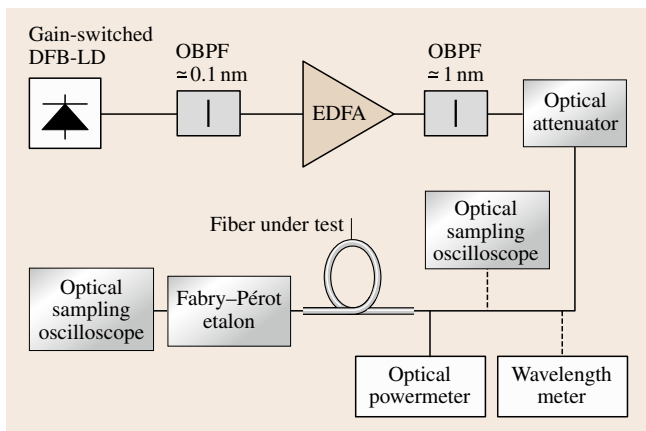 Gain-switched
DFB-LD
OBPF
≃0.1 nm
EDFA
OBPF
≃1 nm
Optical
attenuator
Optical
sampling
oscilloscope
Fiber under test
Optical
sampling
oscilloscope
Fabry–Pérot
etalon
Optical
powermeter
Wavelength
meter